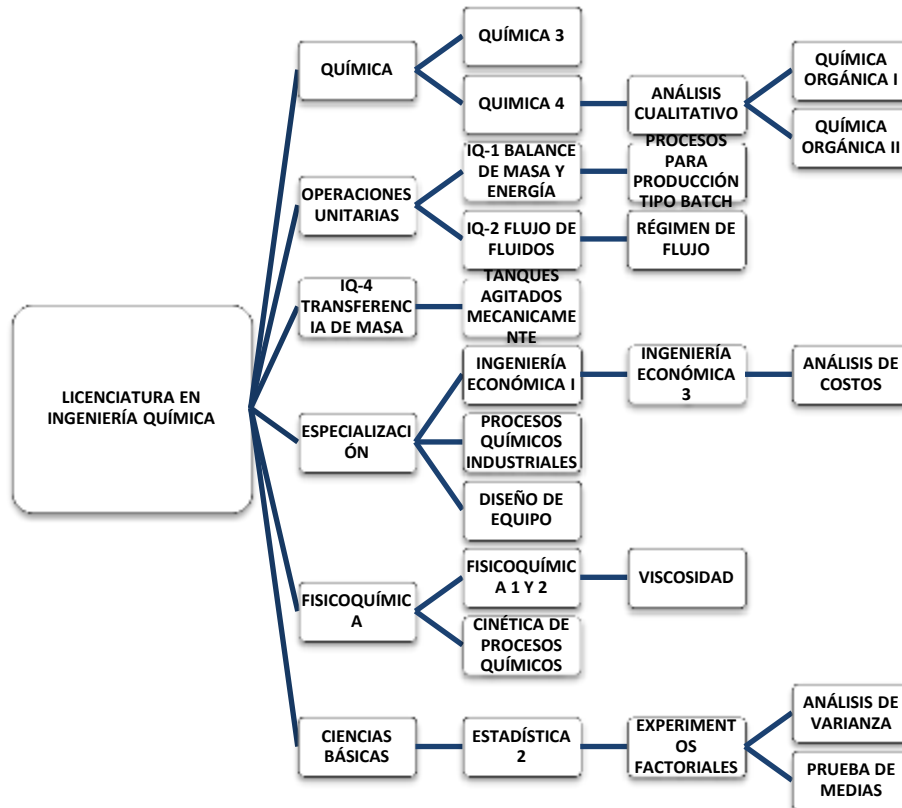 LICENCIATURA EN
INGENIERÍA QUÍMICA
QUÍMICA
QUÍMICA 3
QUIMICA 4
ANÁLISIS
CUALITATIVO
QUÍMICA
ORGÁNICA I
QUÍMICA
ORGÁNICA II
OPERACIONES
UNITARIAS
IQ-1 BALANCE
DE MASA Y
ENERGÍA
PROCESOS
PARA
PRODUCCIÓN
TIPO BATCH
IQ-2 FLUJO DE
FLUIDOS
RÉGIMEN DE
FLUJO
IQ-4
TRANSFERENC
IA DE MASA
TANQUES
AGITADOS
MECANICAME
NTE
ESPECIALIZACI
ÓN
INGENIERÍA
ECONÓMICA I
INGENIERÍA
ECONÓMICA
3
ANÁLISIS DE
COSTOS
PROCESOS
QUÍMICOS
INDUSTRIALES
DISEÑO DE
EQUIPO
FISICOQUÍMIC
A
FISICOQUÍMIC
A 1 Y 2
VISCOSIDAD
CINÉTICA DE
PROCESOS
QUÍMICOS
CIENCIAS
BÁSICAS
ESTADÍSTICA
2
EXPERIMENT
OS
FACTORIALES
ANÁLISIS DE
VARIANZA
PRUEBA DE
MEDIAS